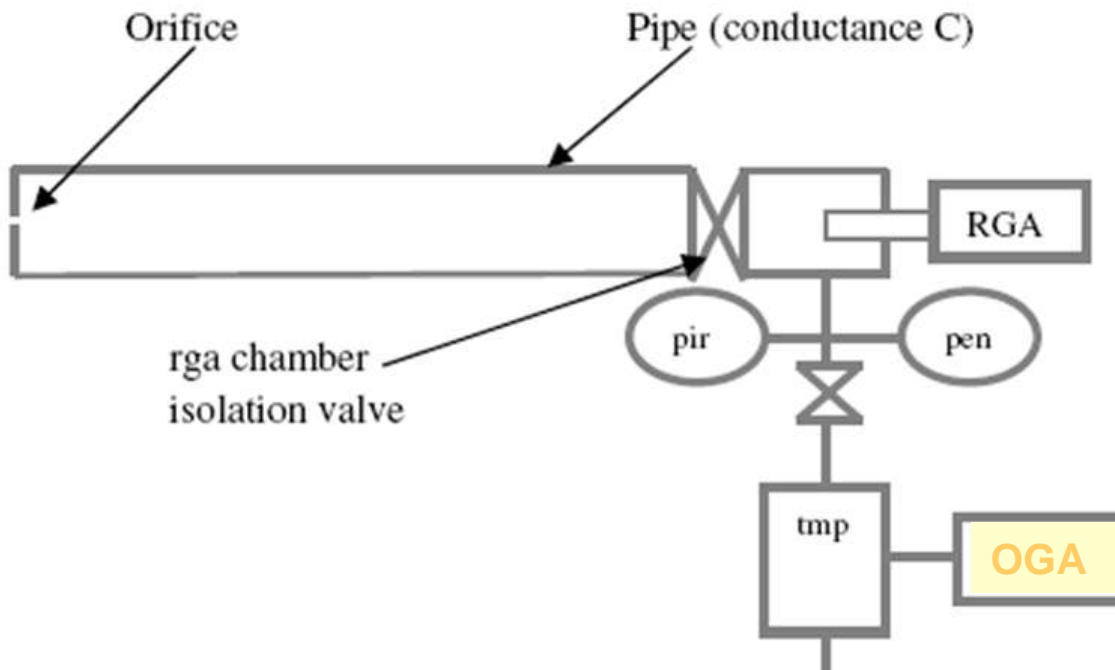 Orifice
Pipe (conductance C)
RGA
pir
pen
rga chamber
isolation valve
tmp
OGA